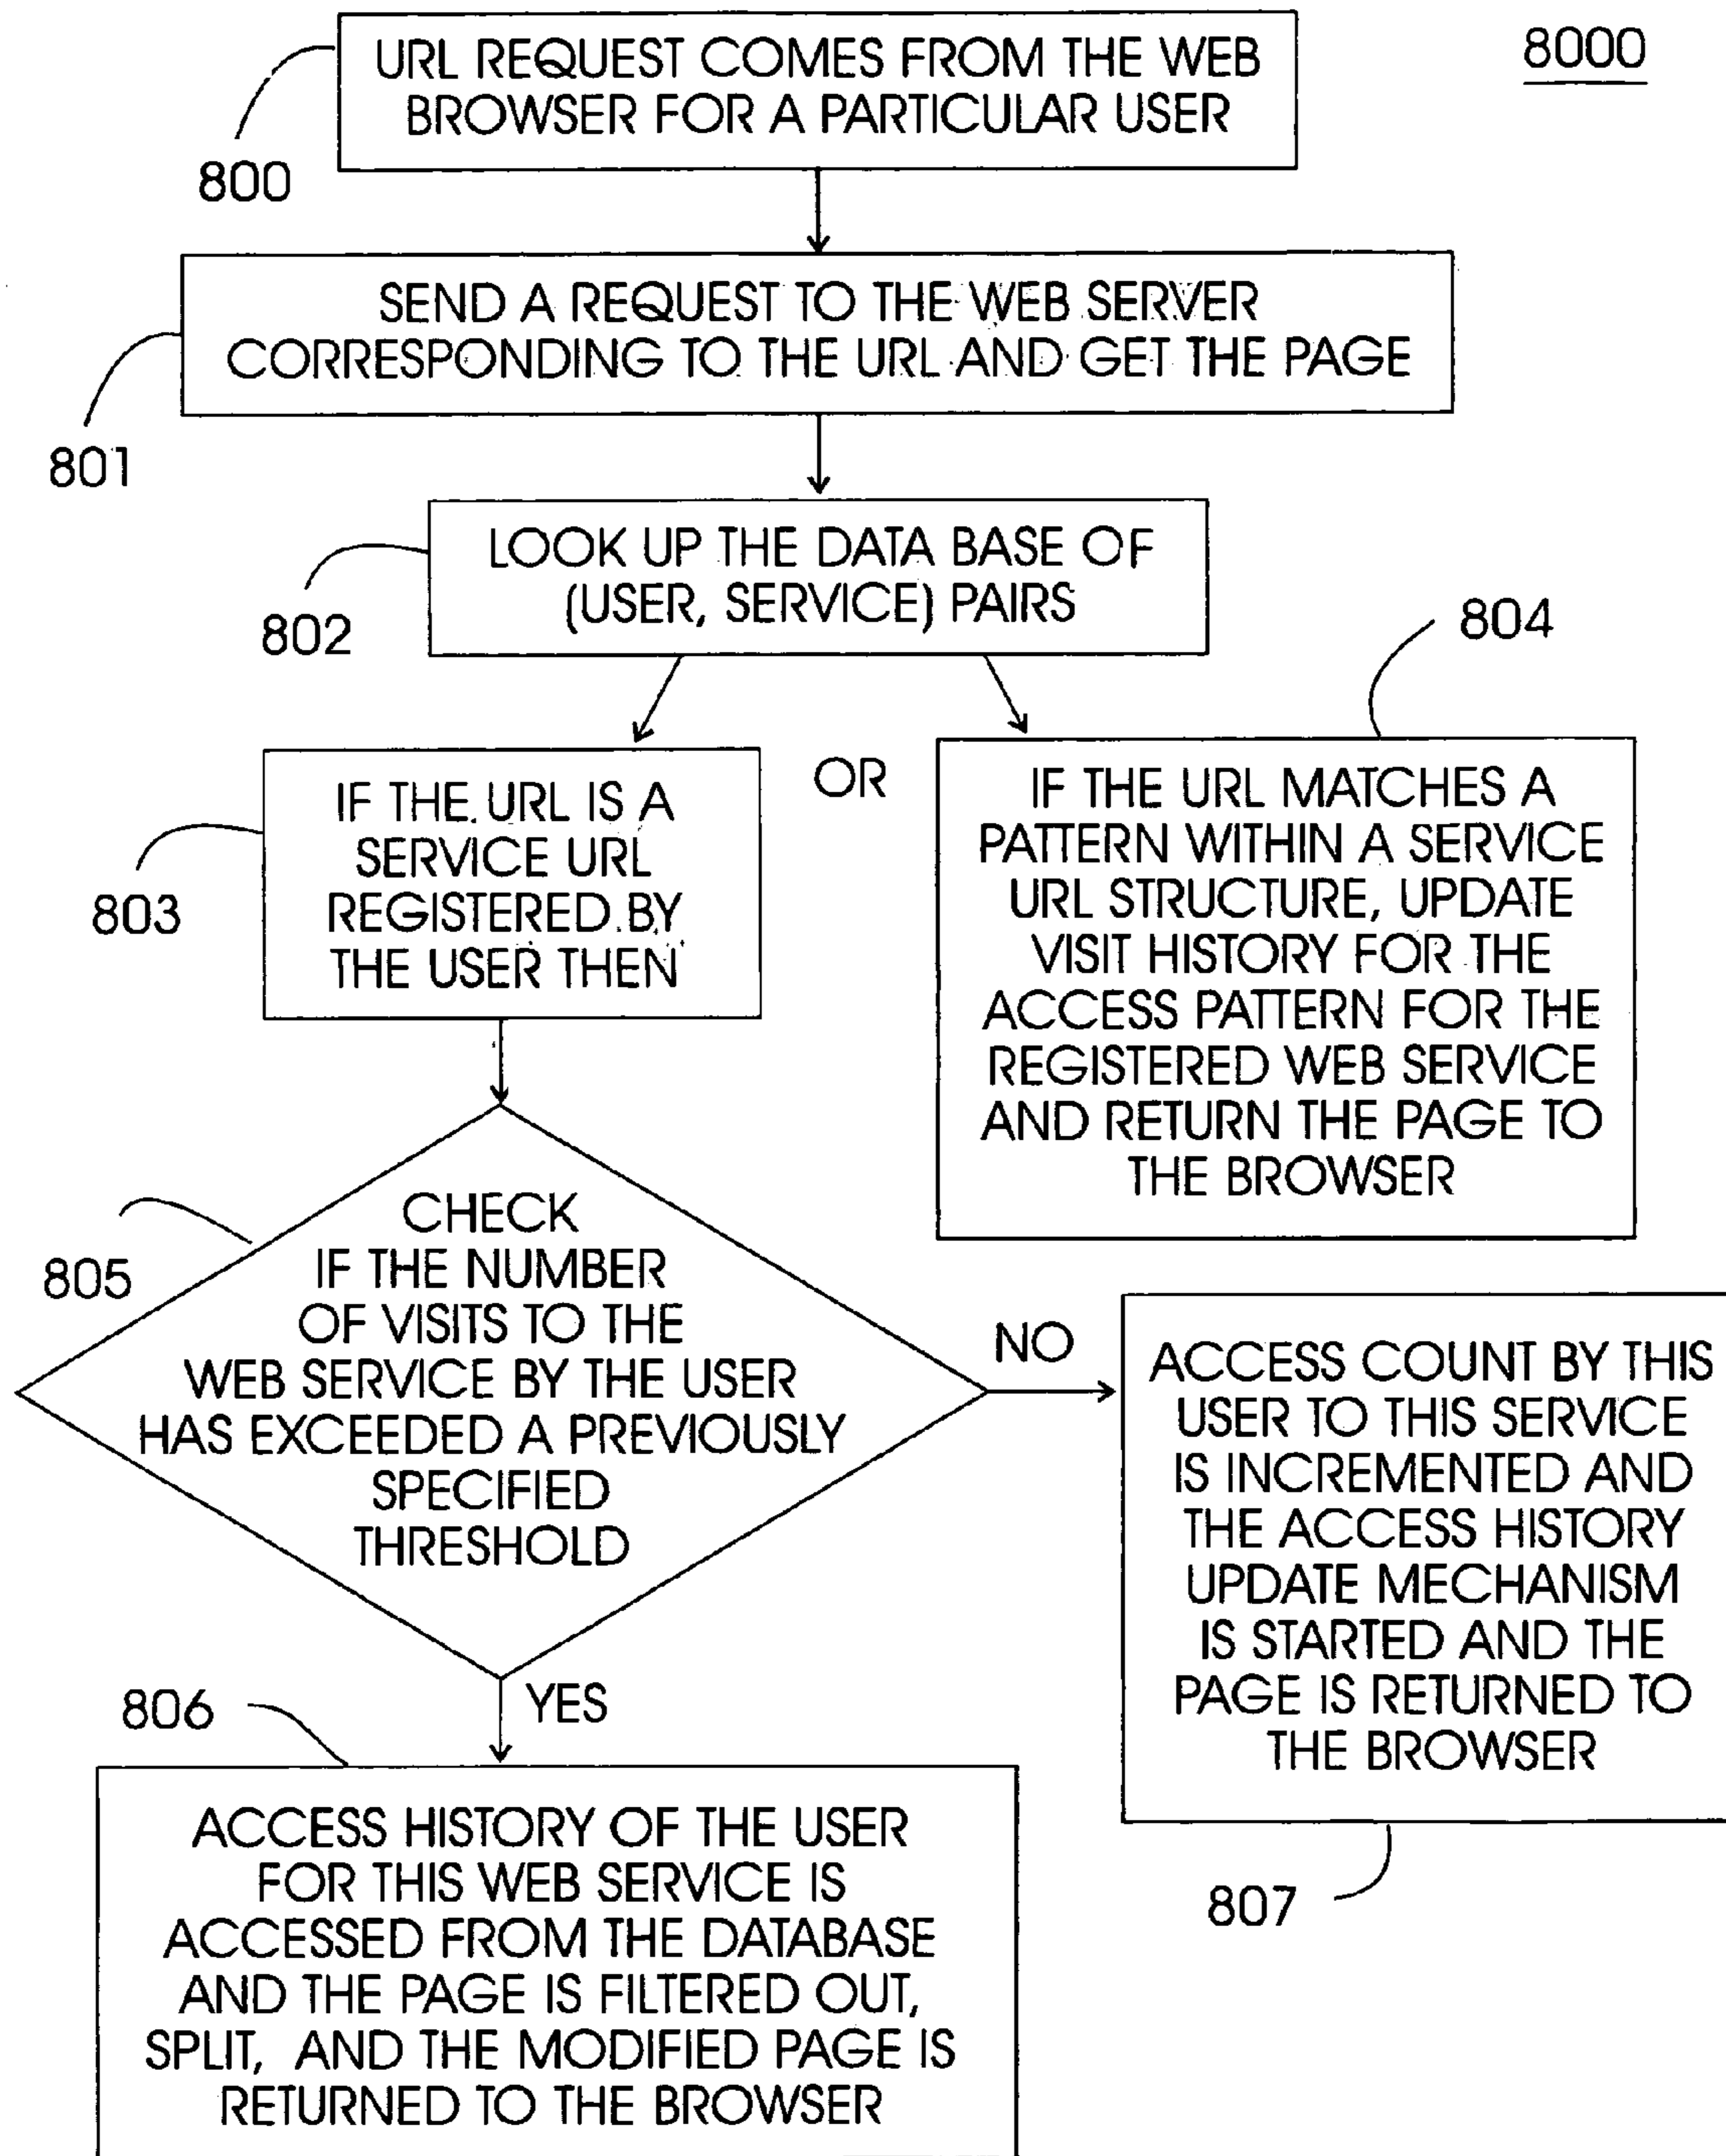 8000
URL REQUEST COMES FROM THE WEB
BROWSER FOR A PARTICULAR USER
800
SEND A REQUEST TO THE WEB SERVER
CORRESPONDING TO THE URL AND GET THE PAGE
801
LOOK UP THE DATA BASE OF
(USER, SERVICE) PAIRS
802
804
IF THE URL IS A
SERVICE URL
REGISTERED BY
THE USER THEN
803
OR
IF THE URL MATCHES A
PATTERN WITHIN A SERVICE
URL STRUCTURE, UPDATE
VISIT HISTORY FOR THE
ACCESS PATTERN FOR THE
REGISTERED WEB SERVICE
AND RETURN THE PAGE TO
THE BROWSER
CHECK
IF THE NUMBER
OF VISITS TO THE
WEB SERVICE BY THE USER
HAS EXCEEDED A PREVIOUSLY
SPECIFIED
THRESHOLD
805
NO
ACCESS COUNT BY THIS
USER TO THIS SERVICE
IS INCREMENTED AND
THE ACCESS HISTORY
UPDATE MECHANISM
IS STARTED AND THE
PAGE IS RETURNED TO
THE BROWSER
807
YES
806
ACCESS HISTORY OF THE USER
FOR THIS WEB SERVICE IS
ACCESSED FROM THE DATABASE
AND THE PAGE IS FILTERED OUT,
SPLIT, AND THE MODIFIED PAGE IS
RETURNED TO THE BROWSER